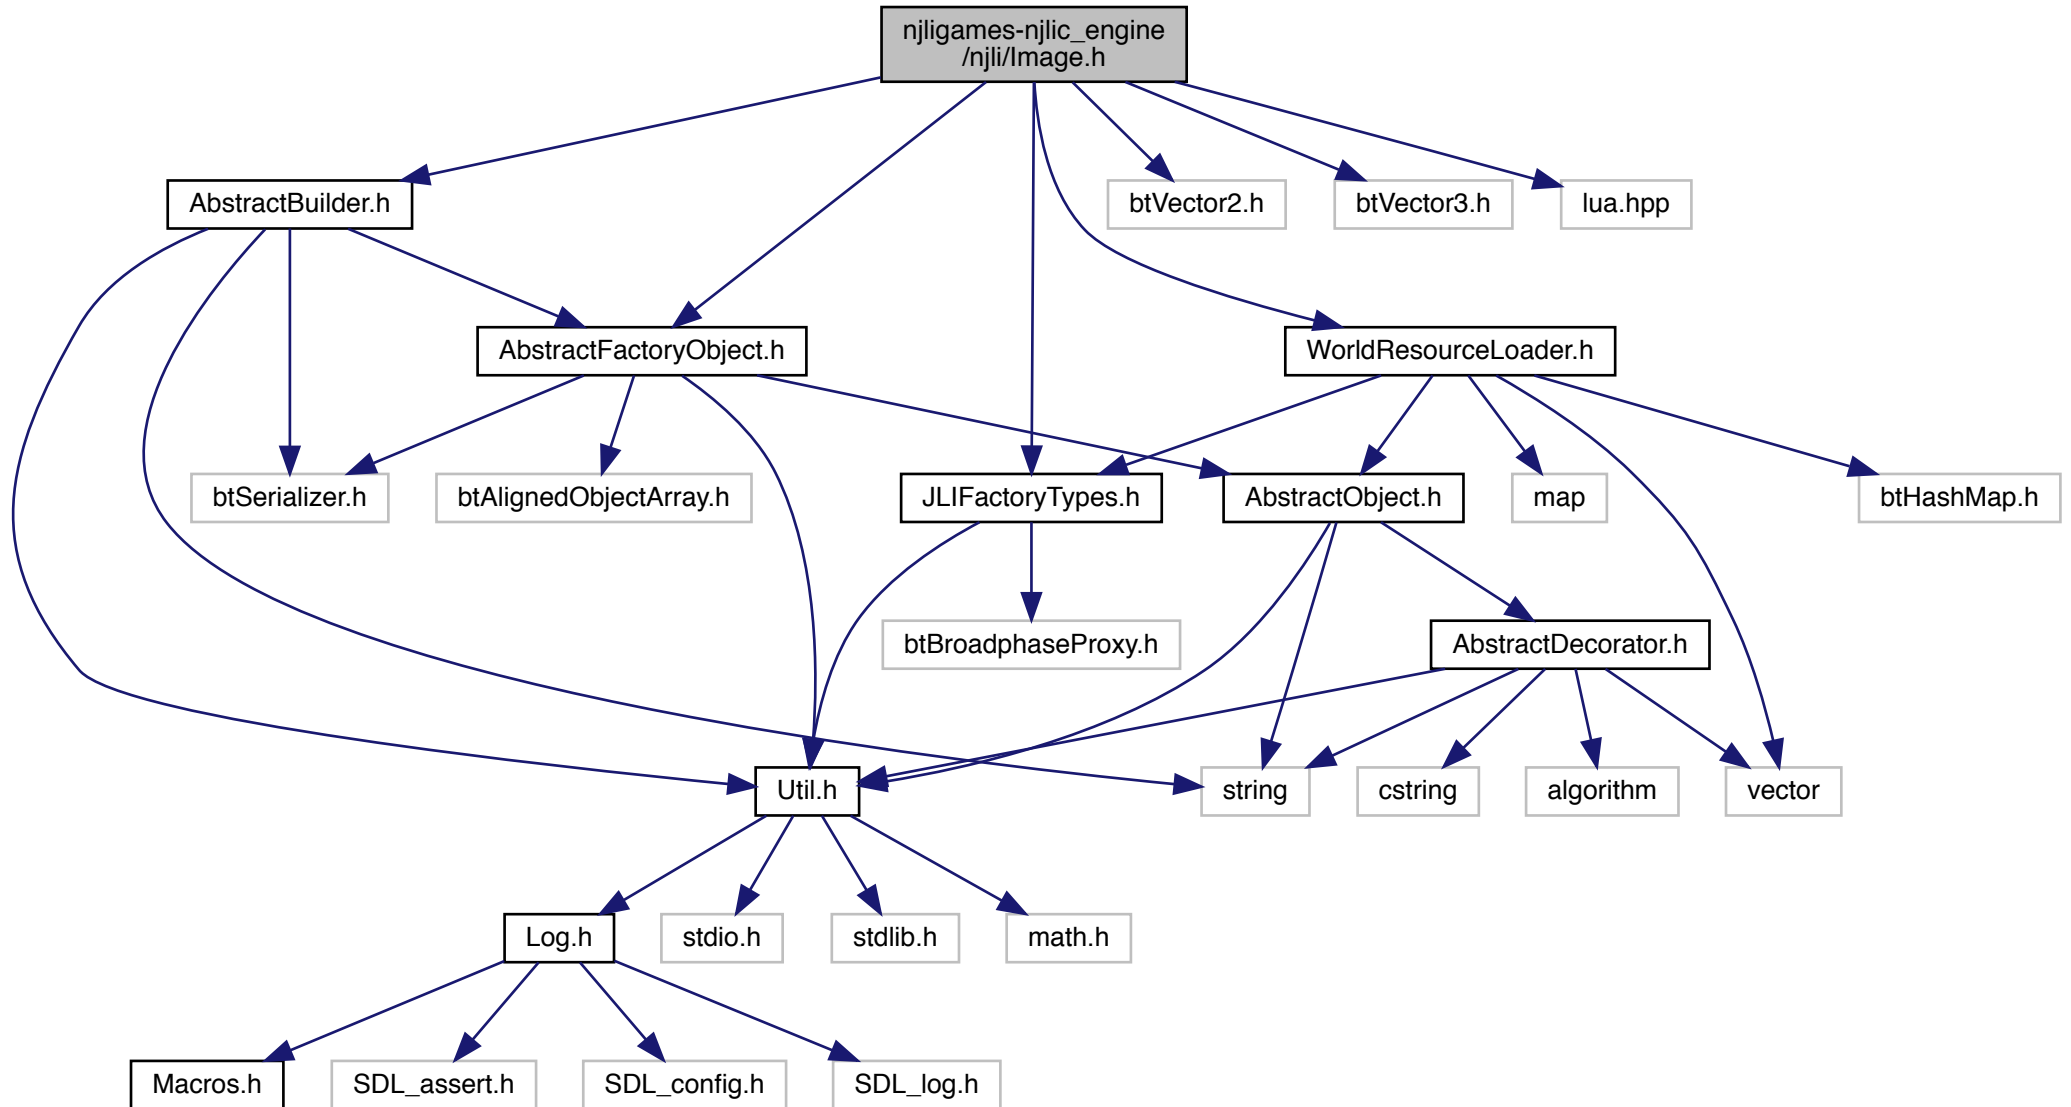 njligames-njlic_engine
/njli/Image.h
AbstractBuilder.h
btVector2.h
btVector3.h
lua.hpp
AbstractFactoryObject.h
WorldResourceLoader.h
btSerializer.h
btAlignedObjectArray.h
JLIFactoryTypes.h
AbstractObject.h
map
btHashMap.h
btBroadphaseProxy.h
AbstractDecorator.h
Util.h
string
cstring
algorithm
vector
Log.h
stdio.h
stdlib.h
math.h
Macros.h
SDL_assert.h
SDL_config.h
SDL_log.h